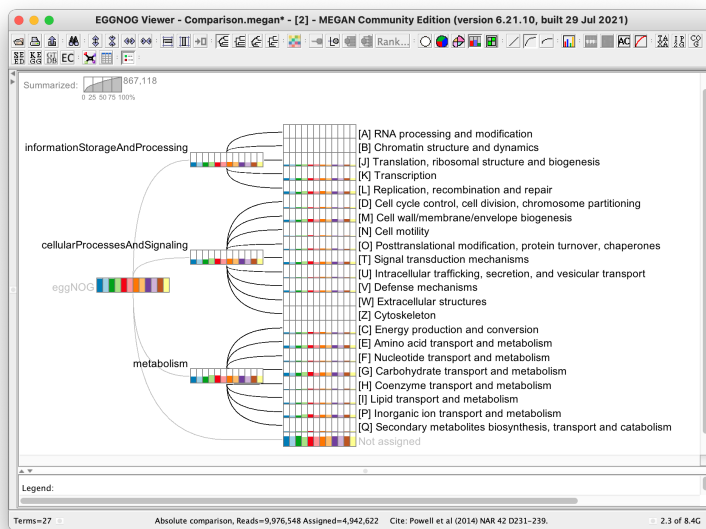 EGGNOG Viewer - Comparison.megan* - [2] - MEGAN Community Edition (version 6.21.10, built 29 Jul 2021)
Rank...
AC
EC
Summarized:
867,118
0 25 50 75 100%
informationStorageAndProcessing
[A] RNA processing and modification
[B] Chromatin structure and dynamics
[J] Translation, ribosomal structure and biogenesis
[K] Transcription
[L] Replication, recombination and repair
[D] Cell cycle control, cell division, chromosome partitioning
[M] Cell wall/membrane/envelope biogenesis
cellularProcessesAndSignaling
[N] Cell motility
[O] Posttranslational modification, protein turnover, chaperones
[T] Signal transduction mechanisms
[U] Intracellular trafficking, secretion, and vesicular transport
eggNOG
[V] Defense mechanisms
[W] Extracellular structures
[Z] Cytoskeleton
[C] Energy production and conversion
[E] Amino acid transport and metabolism
metabolism
[F] Nucleotide transport and metabolism
[G] Carbohydrate transport and metabolism
[H] Coenzyme transport and metabolism
[I] Lipid transport and metabolism
[P] Inorganic ion transport and metabolism
[Q] Secondary metabolites biosynthesis, transport and catabolism
Not assigned
Legend:
Terms=27
Absolute comparison, Reads=9,976,548 Assigned=4,942,622 Cite: Powell et al (2014) NAR 42 D231-239.
2.3 of 8.4G